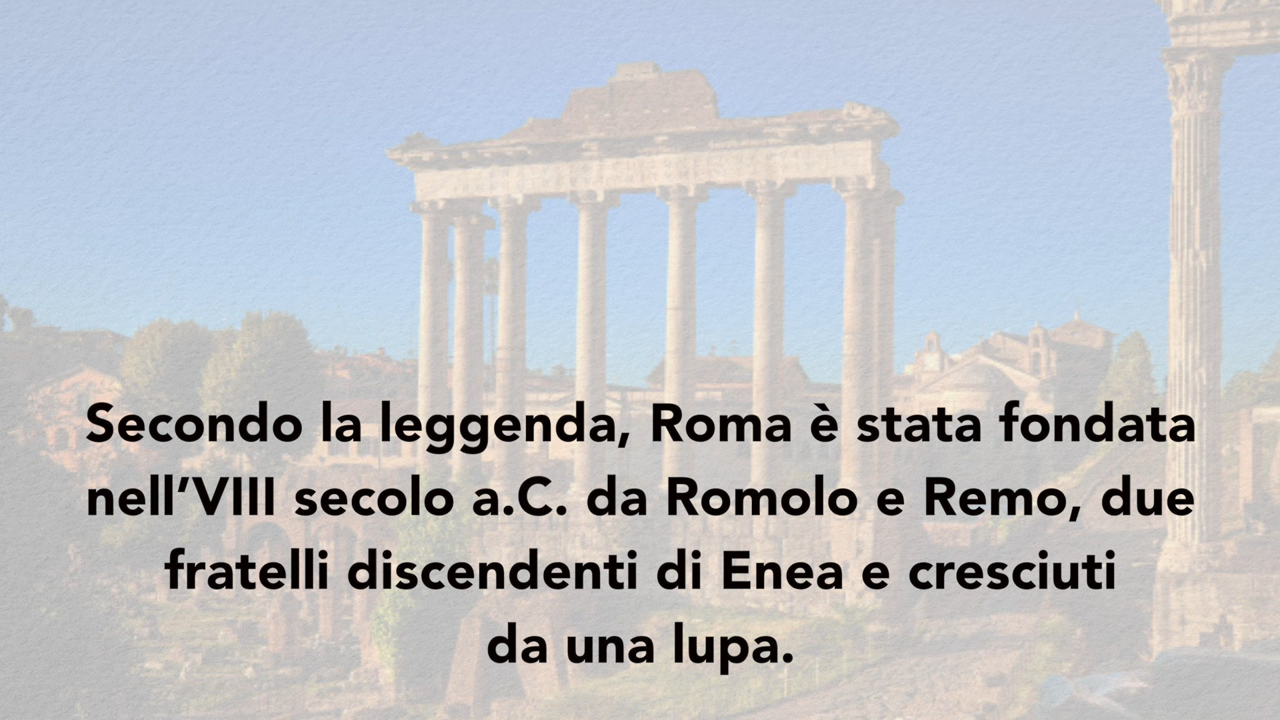 Secondo la leggenda, Roma è stata fondata
nell’VIII secolo a.C. da Romolo e Remo, due
fratelli discendenti di Enea e cresciuti
da una lupa.